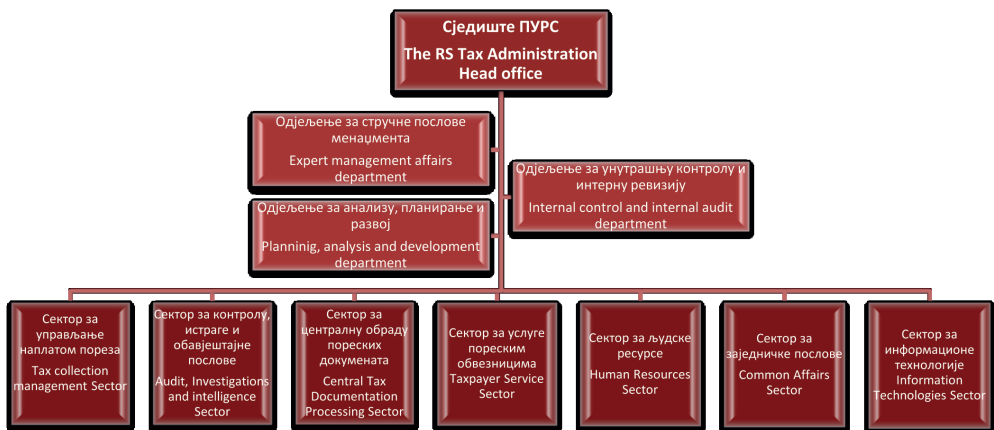 Сједиште ПУРС
The RS Tax Administration
Head office
Одјељење за стручне послове
менаџмента
Expert management affairs
department
Одјељење за унутрашњу контролу и
интерну ревизију
Internal control and internal audit
department
Одјељење за анализу, планирање и
развој
Planninig, analysis and development
department
Сектор за
управљање
наплатом пореза
Tax collection
management Sector
Сектор за контролу,
истраге и
обавјештајне
послове
Audit, Investigations
and intelligence
Sector
Сектор за
централну обраду
пореских
докумената
Central Tax
Documentation
Processing Sector
Сектор за услуге
пореским
обвезницима
Taxpayer Service
Sector
Сектор за људске
ресурсе
Human Resources
Sector
Сектор за
заједничке послове
Common Affairs
Sector
Сектор за
информационе
технологије
Information
Technologies Sector